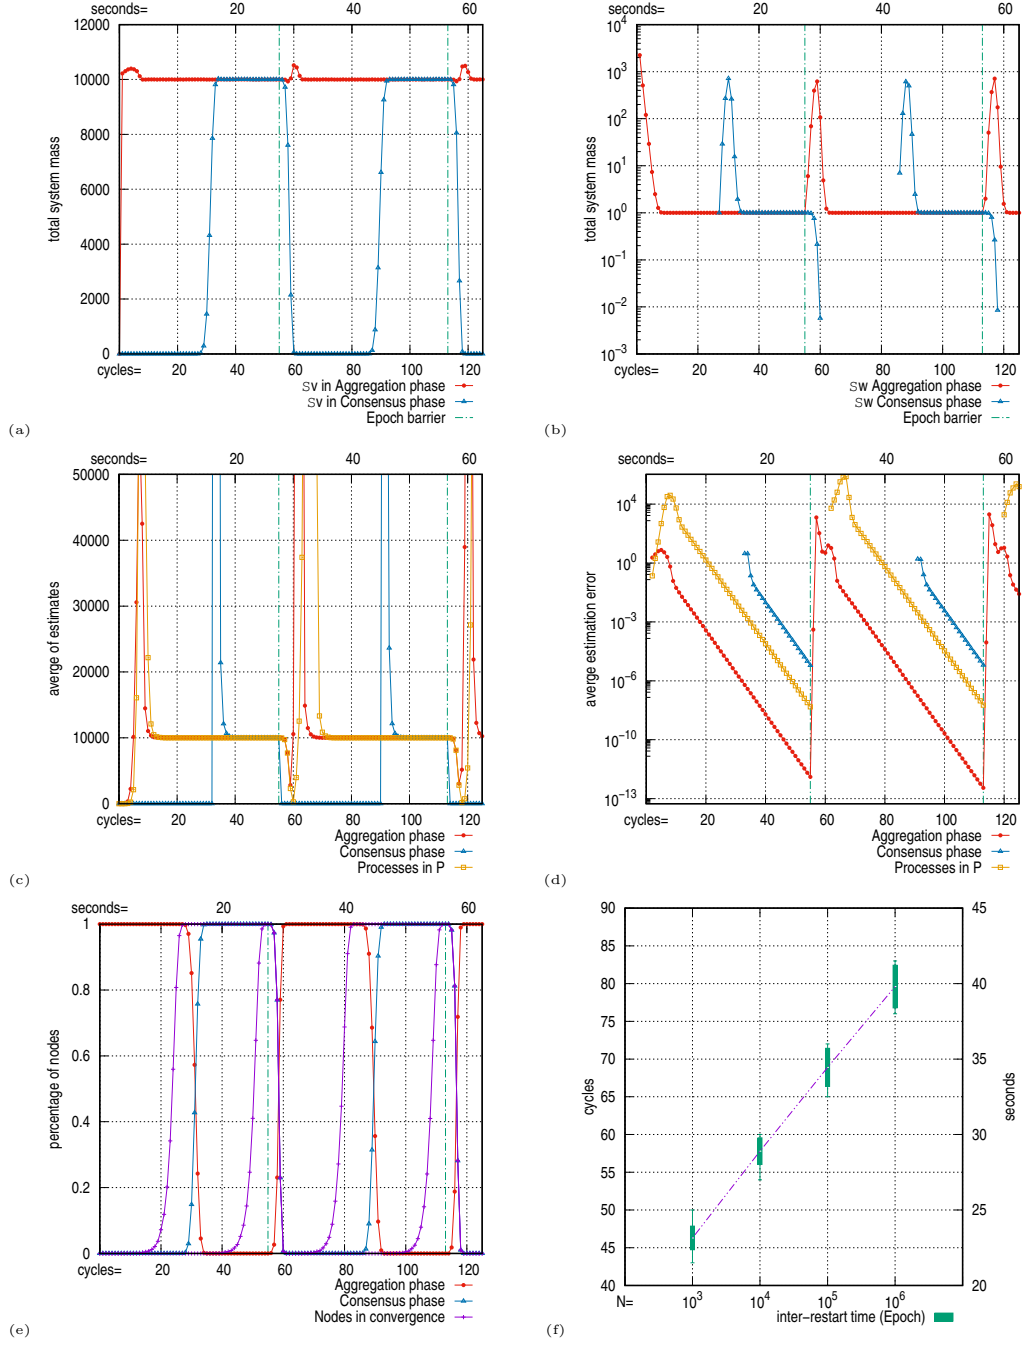 seconds= 20 40 60
12000
10000
8000
6000
4000
2000
0
total system mass
cycles= 20 40 60 80 100 120
Sv in Aggregation phase
Sv in Consensus phase
Epoch barrier
(a)
seconds= 20 40 60
10^4
10^3
10^2
10^1
10^0
10^-1
10^-2
10^-3
total system mass
cycles= 20 40 60 80 100 120
Sw Aggregation phase
Sw Consensus phase
Epoch barrier
(b)
seconds= 20 40 60
50000
40000
30000
20000
10000
0
averge of estimates
cycles= 20 40 60 80 100 120
Aggregation phase
Consensus phase
Processes in P
(c)
seconds= 20 40 60
10^4
10^0
10^-3
10^-6
10^-10
10^-13
averge estimation error
cycles= 20 40 60 80 100 120
Aggregation phase
Consensus phase
Processes in P
(d)
seconds= 20 40 60
1
0.8
0.6
0.4
0.2
0
percentage of nodes
cycles= 20 40 60 80 100 120
Aggregation phase
Consensus phase
Nodes in convergence
(e)
90 45
85
80 40
75
70 35
65
60 30
55
50 25
45
40 20
cycles
seconds
N= 10^3 10^4 10^5 10^6
inter-restart time (Epoch)
(f)